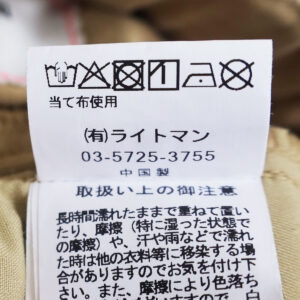 当て布使用
(有)ライトマン
03-5725-3755
中国製
取扱い上の御注意
長時間濡れたままで重ねて置い
たり、摩擦(特に湿った状態で
の摩擦)や、汗や雨などで濡れ
た時は他の衣料等に移染する場
合がありますのでお気を付け下
さい。また、摩擦により色落ち